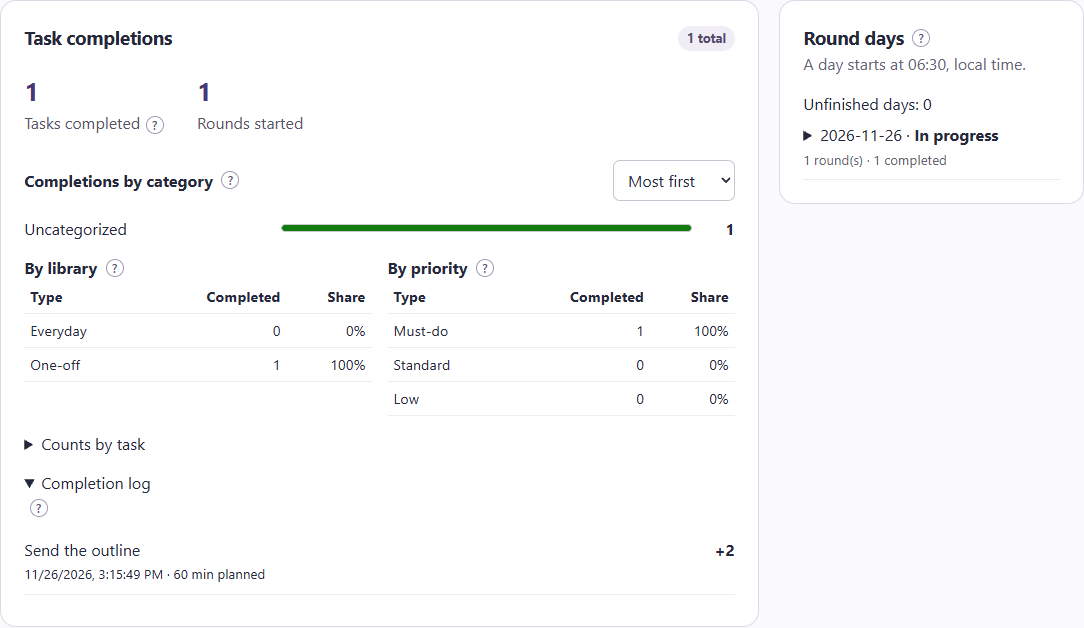 Task completions
1 total
1
Tasks completed ?
1
Rounds started
Completions by category ?
Most first
Uncategorized
1
By library ?
Type Completed Share
Everyday 0 0%
One-off 1 100%
By priority ?
Type Completed Share
Must-do 1 100%
Standard 0 0%
Low 0 0%
Counts by task
Completion log
?
Send the outline +2
11/26/2026, 3:15:49 PM · 60 min planned
Round days ?
A day starts at 06:30, local time.
Unfinished days: 0
2026-11-26 · In progress
1 round(s) · 1 completed